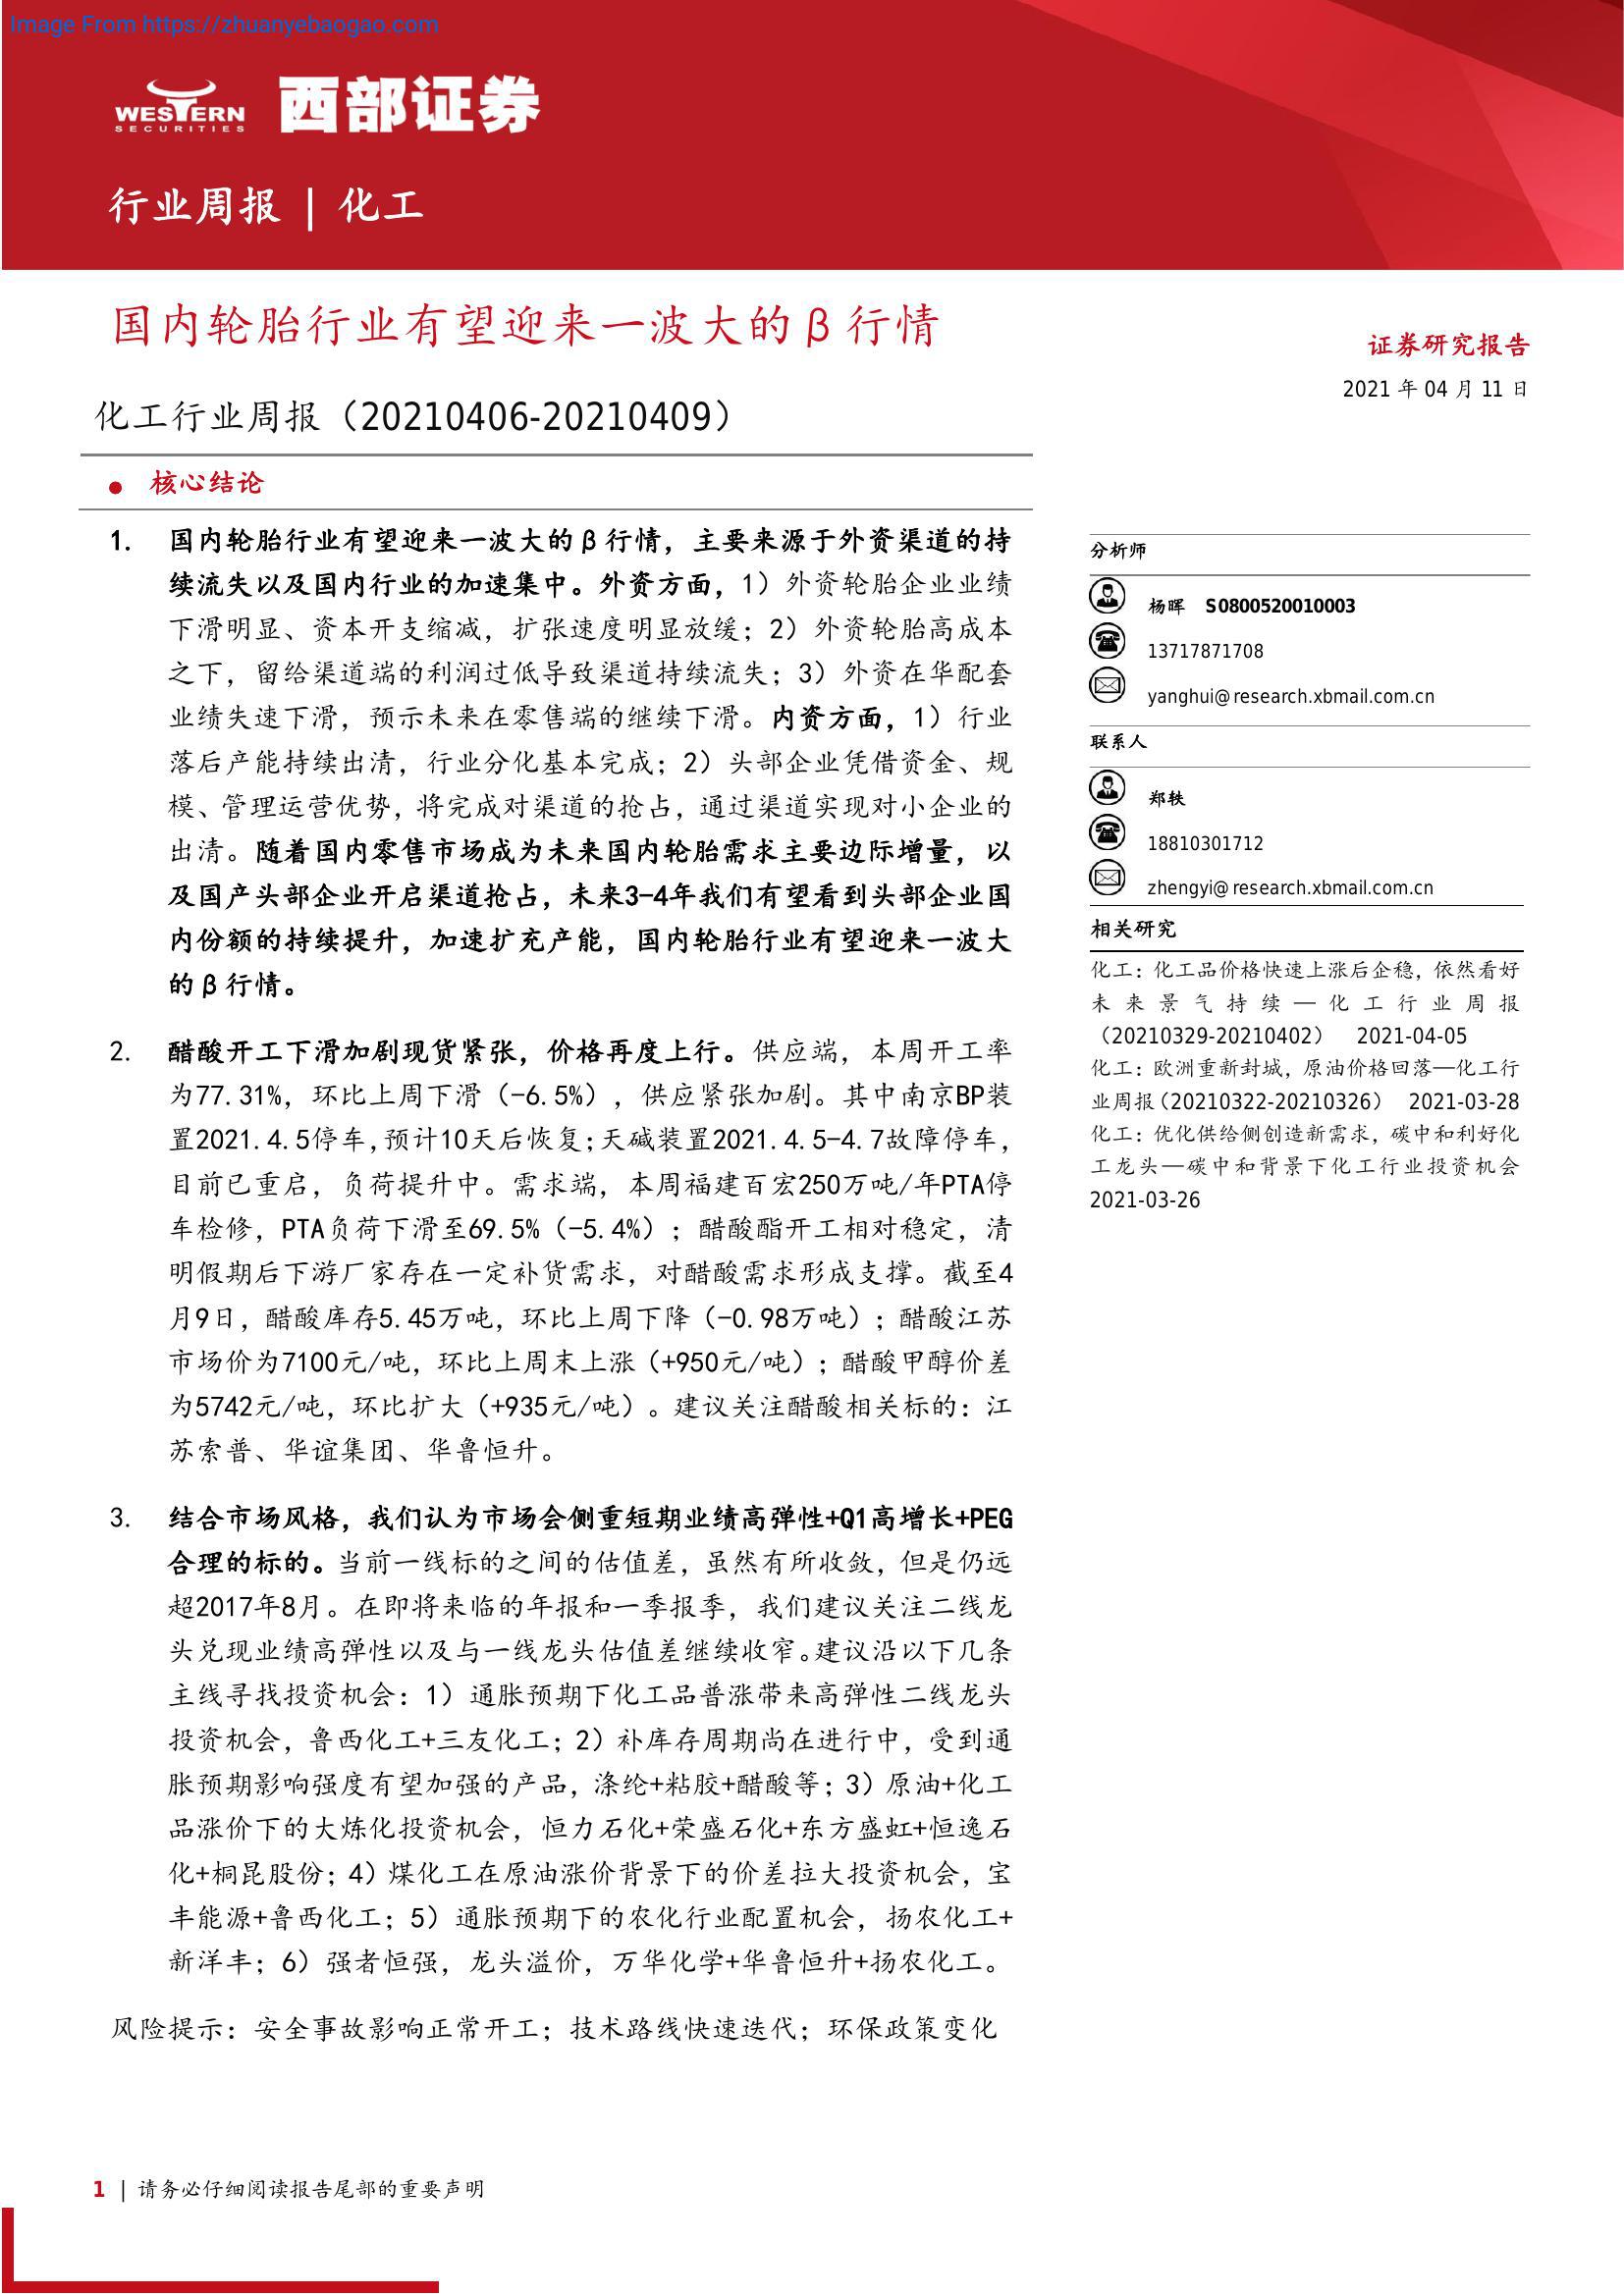 Image From https://zhuanyebaogao.com
WESTERN
SECURITIES
西部证券
行业周报 | 化工
国内轮胎行业有望迎来一波大的 β 行情
证券研究报告
2021 年 04 月 11 日
化工行业周报（20210406-20210409）
● 核心结论
1. 国内轮胎行业有望迎来一波大的 β 行情，主要来源于外资渠道的持
续流失以及国内行业的加速集中。外资方面，1）外资轮胎企业业绩
下滑明显、资本开支缩减，扩张速度明显放缓；2）外资轮胎高成本
之下，留给渠道端的利润过低导致渠道持续流失；3）外资在华配套
业绩失速下滑，预示未来在零售端的继续下滑。内资方面，1）行业
落后产能持续出清，行业分化基本完成；2）头部企业凭借资金、规
模、管理运营优势，将完成对渠道的抢占，通过渠道实现对小企业的
出清。随着国内零售市场成为未来国内轮胎需求主要边际增量，以
及国产头部企业开启渠道抢占，未来3-4年我们有望看到头部企业国
内份额的持续提升，加速扩充产能，国内轮胎行业有望迎来一波大
的 β 行情。
2. 醋酸开工下滑加剧现货紧张，价格再度上行。供应端，本周开工率
为77.31%，环比上周下滑（-6.5%），供应紧张加剧。其中南京BP装
置2021.4.5停车，预计10天后恢复；天碱装置2021.4.5-4.7故障停车，
目前已重启，负荷提升中。需求端，本周福建百宏250万吨/年PTA停
车检修，PTA负荷下滑至69.5%（-5.4%）；醋酸酯开工相对稳定，清
明假期后下游厂家存在一定补货需求，对醋酸需求形成支撑。截至4
月9日，醋酸库存5.45万吨，环比上周下降（-0.98万吨）；醋酸江苏
市场价为7100元/吨，环比上周末上涨（+950元/吨）；醋酸甲醇价差
为5742元/吨，环比扩大（+935元/吨）。建议关注醋酸相关标的：江
苏索普、华谊集团、华鲁恒升。
3. 结合市场风格，我们认为市场会侧重短期业绩高弹性+Q1高增长+PEG
合理的标的。当前一线标的之间的估值差，虽然有所收敛，但是仍远
超2017年8月。在即将来临的年报和一季报季，我们建议关注二线龙
头兑现业绩高弹性以及与一线龙头估值差继续收窄。建议沿以下几条
主线寻找投资机会：1）通胀预期下化工品普涨带来高弹性二线龙头
投资机会，鲁西化工+三友化工；2）补库存周期尚在进行中，受到通
胀预期影响强度有望加强的产品，涤纶+粘胶+醋酸等；3）原油+化工
品涨价下的大炼化投资机会，恒力石化+荣盛石化+东方盛虹+恒逸石
化+桐昆股份；4）煤化工在原油涨价背景下的价差拉大投资机会，宝
丰能源+鲁西化工；5）通胀预期下的农化行业配置机会，扬农化工+
新洋丰；6）强者恒强，龙头溢价，万华化学+华鲁恒升+扬农化工。
风险提示：安全事故影响正常开工；技术路线快速迭代；环保政策变化
分析师
杨晖 S0800520010003
13717871708
yanghui@research.xbmail.com.cn
联系人
郑轶
18810301712
zhengyi@research.xbmail.com.cn
相关研究
化工：化工品价格快速上涨后企稳，依然看好
未来景气持续—化工行业周报
（20210329-20210402） 2021-04-05
化工：欧洲重新封城，原油价格回落—化工行
业周报（20210322-20210326） 2021-03-28
化工：优化供给侧创造新需求，碳中和利好化
工龙头—碳中和背景下化工行业投资机会
2021-03-26
1 | 请务必仔细阅读报告尾部的重要声明